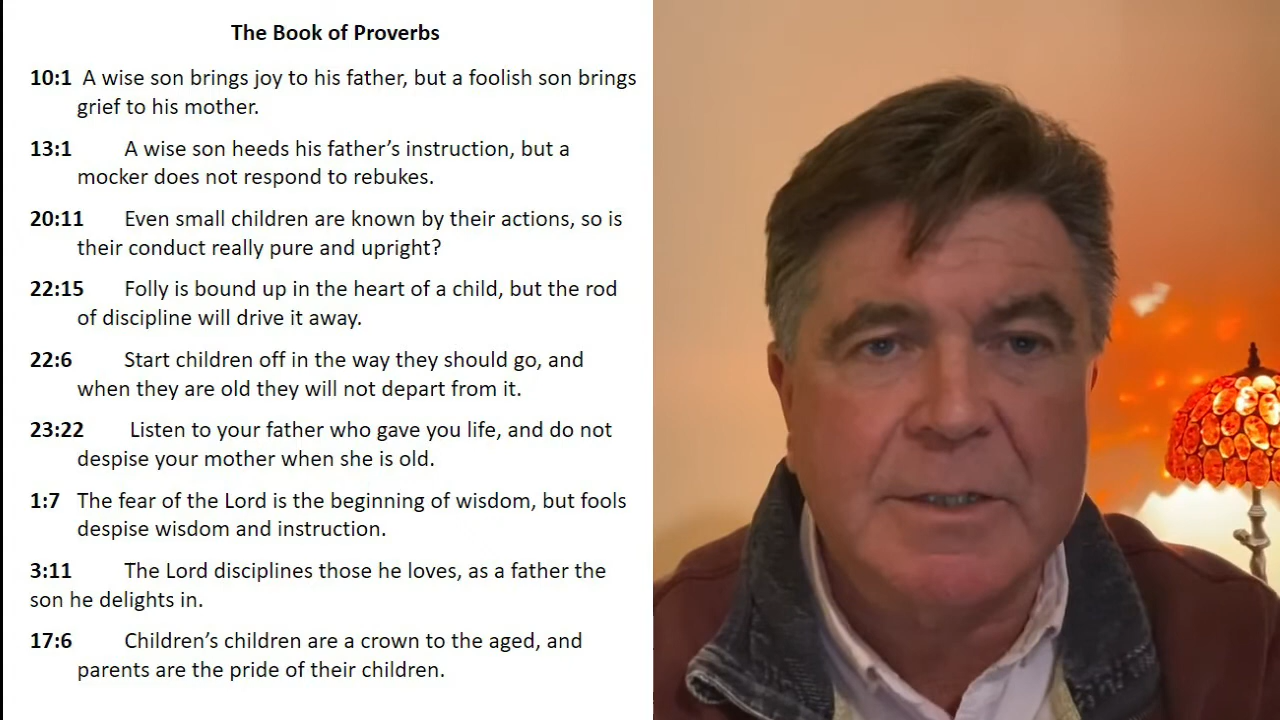 The Book of Proverbs
10:1 A wise son brings joy to his father, but a foolish son brings
grief to his mother.
13:1 A wise son heeds his father’s instruction, but a
mocker does not respond to rebukes.
20:11 Even small children are known by their actions, so is
their conduct really pure and upright?
22:15 Folly is bound up in the heart of a child, but the rod
of discipline will drive it away.
22:6 Start children off in the way they should go, and
when they are old they will not depart from it.
23:22 Listen to your father who gave you life, and do not
despise your mother when she is old.
1:7 The fear of the Lord is the beginning of wisdom, but fools
despise wisdom and instruction.
3:11 The Lord disciplines those he loves, as a father the
son he delights in.
17:6 Children’s children are a crown to the aged, and
parents are the pride of their children.